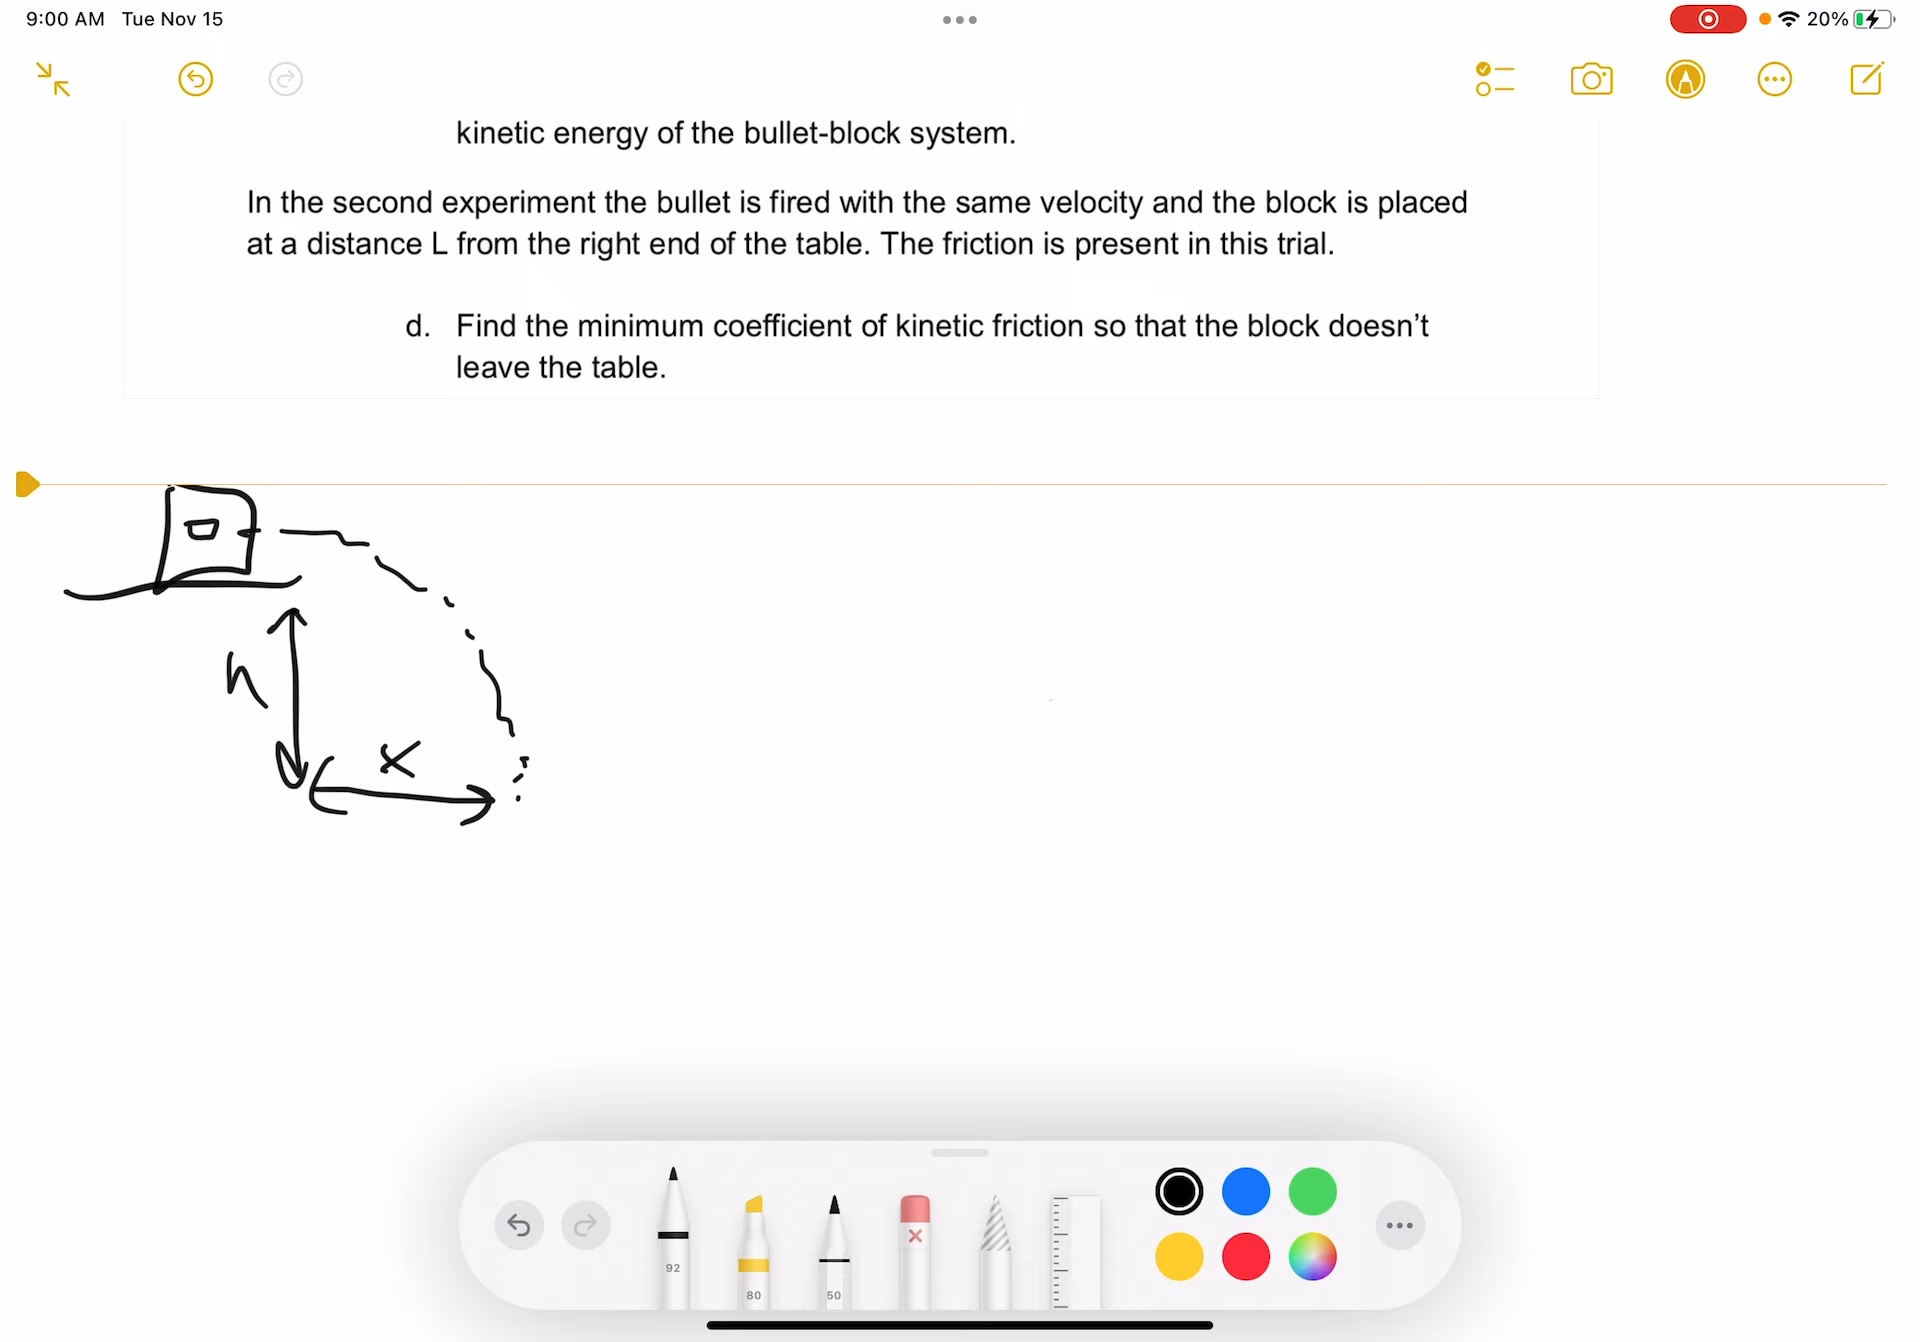 9:00 AM Tue Nov 15
20%
kinetic energy of the bullet-block system.
In the second experiment the bullet is fired with the same velocity and the block is placed
at a distance L from the right end of the table. The friction is present in this trial.
d. Find the minimum coefficient of kinetic friction so that the block doesn’t
leave the table.
h
x
92
80
50